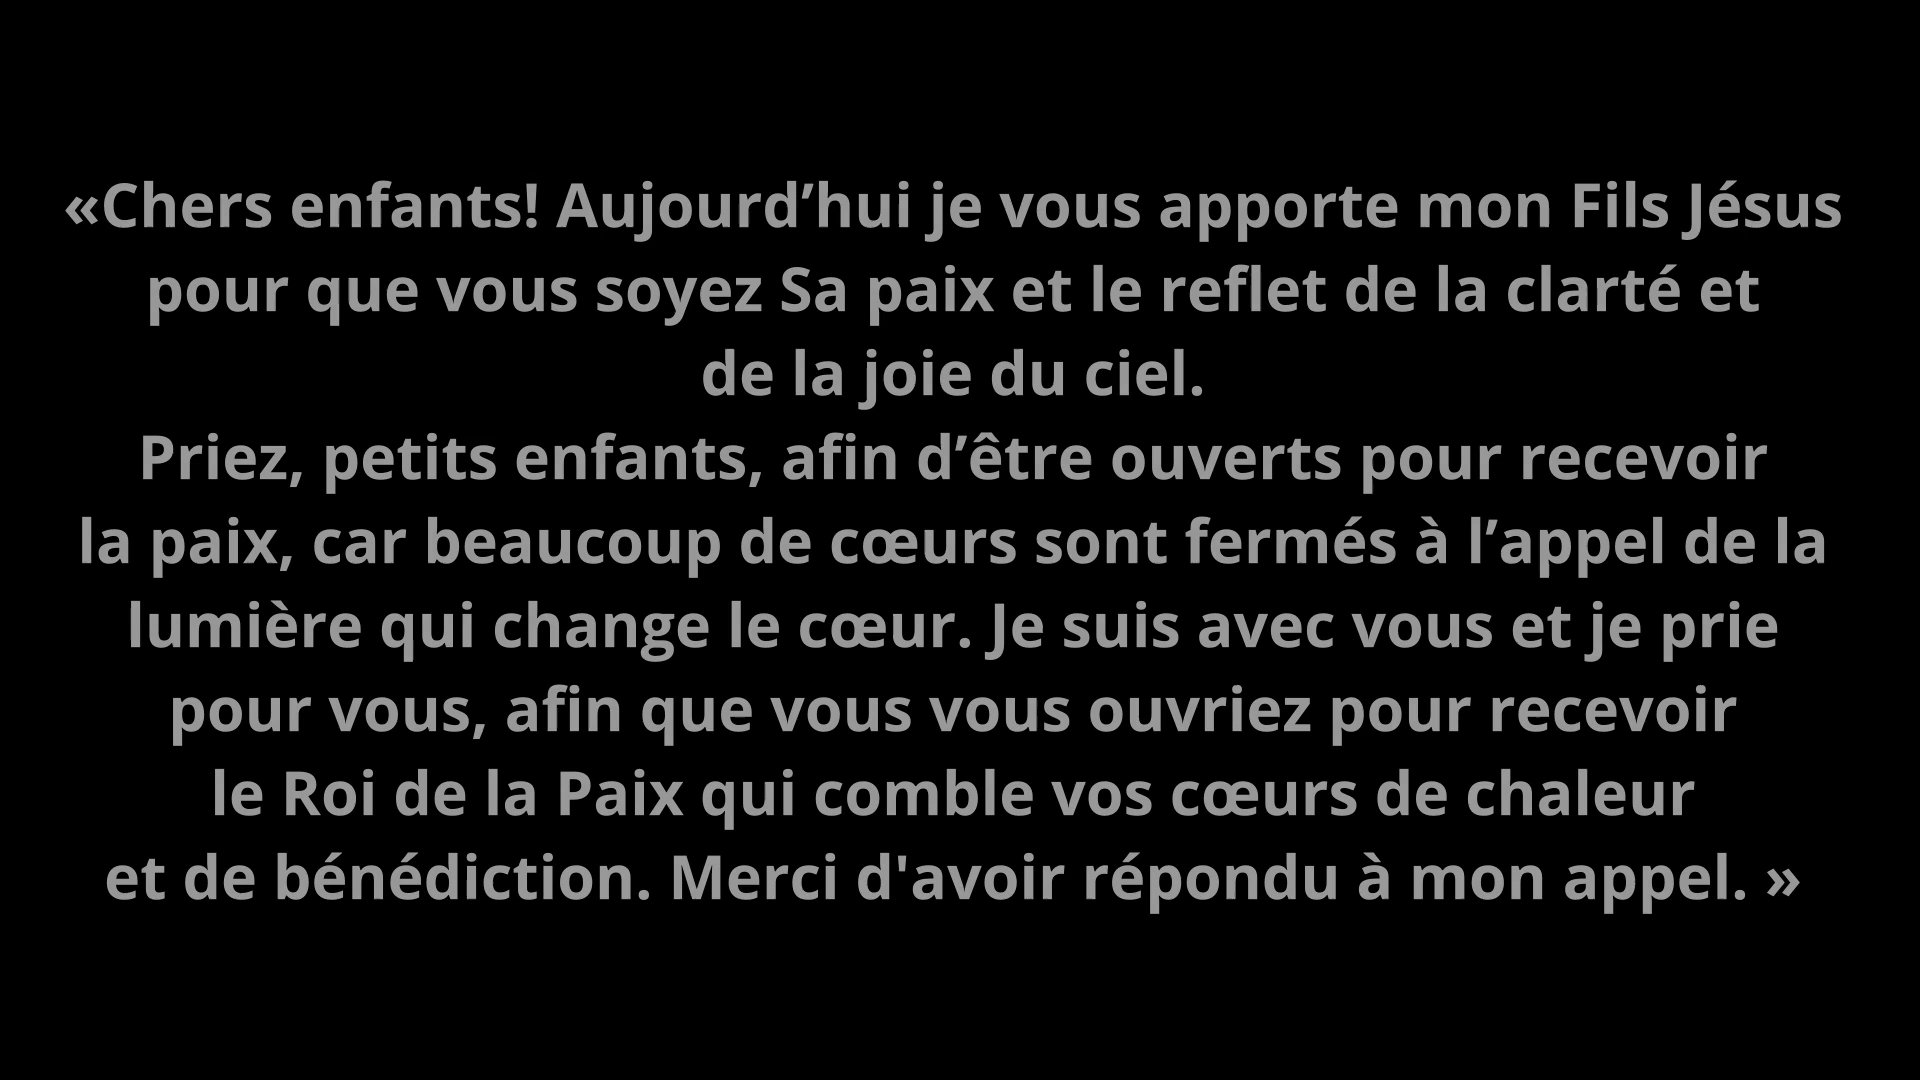 «Chers enfants! Aujourd’hui je vous apporte mon Fils Jésus
pour que vous soyez Sa paix et le reflet de la clarté et
de la joie du ciel.
Priez, petits enfants, afin d’être ouverts pour recevoir
la paix, car beaucoup de cœurs sont fermés à l’appel de la
lumière qui change le cœur. Je suis avec vous et je prie
pour vous, afin que vous vous ouvriez pour recevoir
le Roi de la Paix qui comble vos cœurs de chaleur
et de bénédiction. Merci d'avoir répondu à mon appel. »